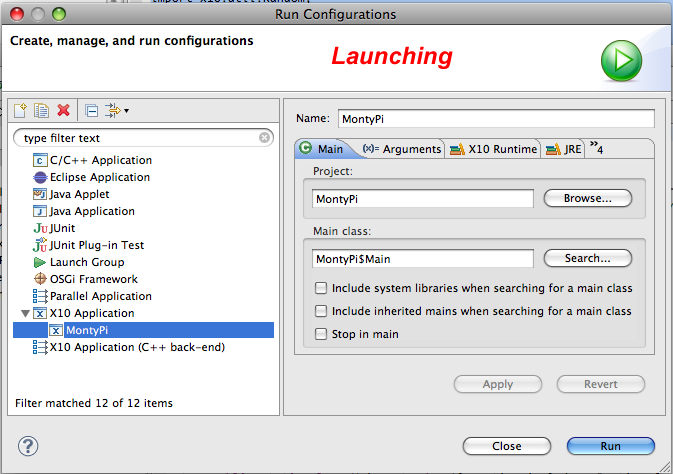 import x10.util.Random;
Run Configurations
Create, manage, and run configurations
Launching
type filter text
C/C++ Application
Eclipse Application
Java Applet
Java Application
JUnit
JUnit Plug-in Test
Launch Group
OSGi Framework
Parallel Application
X10 Application
MontyPi
X10 Application (C++ back-end)
Filter matched 12 of 12 items
Name: MontyPi
Main (x)= Arguments X10 Runtime JRE »4
Project:
MontyPi Browse...
Main class:
MontyPi$Main Search...
Include system libraries when searching for a main class
Include inherited mains when searching for a main class
Stop in main
Apply Revert
? Close Run